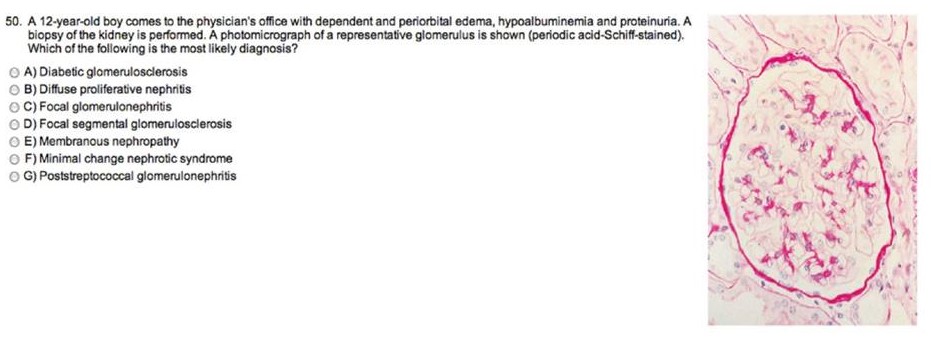 50. A 12-year-old boy comes to the physician's office with dependent and periorbital edema, hypoalbuminemia and proteinuria. A
biopsy of the kidney is performed. A photomicrograph of a representative glomerulus is shown (periodic acid-Schiff-stained).
Which of the following is the most likely diagnosis?
A) Diabetic glomerulosclerosis
B) Diffuse proliferative nephritis
C) Focal glomerulonephritis
D) Focal segmental glomerulosclerosis
E) Membranous nephropathy
F) Minimal change nephrotic syndrome
G) Poststreptococcal glomerulonephritis